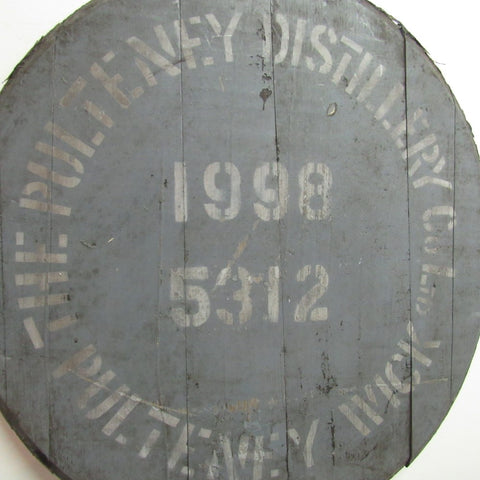 THE PULTENEY DISTILLERY Co Ltd
1998
5312
PULTENEY WICK